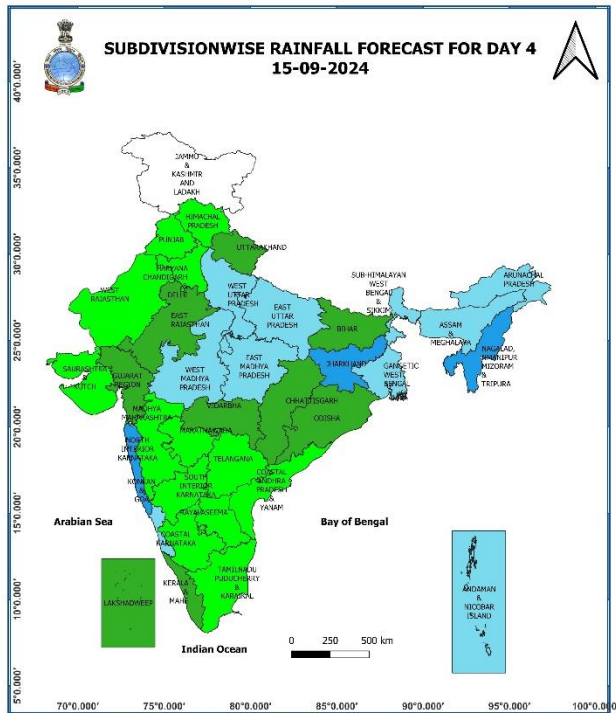 SUBDIVISIONWISE RAINFALL FORECAST FOR DAY 4
15-09-2024
40°0.000'
35°0.000'
30°0.000'
25°0.000'
20°0.000'
15°0.000'
10°0.000'
5°0.000'
JAMMU
&
KASHMIR
AND
LADAKH
HIMACHAL
PRADESH
PUNJAB
UTTARAKHAND
HARYANA
CHANDIGARH
DELHI
WEST
RAJASTHAN
WEST
UTTAR
PRADESH
EAST
RAJASTHAN
EAST
UTTAR
PRADESH
SUB-HIMALAYAN
WEST
BENGAL
&
SIKKIM
ARUNACHAL
PRADESH
ASSAM
&
MEGHALAYA
BIHAR
NAGALAD,
MIZORAM
&
TRIPURA
JHARKHAND
GANGETIC
WEST
BENGAL
SAURASHTRA
&
KUTCH
GUJARAT
REGION
WEST
MADHYA
PRADESH
EAST
MADHYA
PRADESH
CHHATTISGARH
ODISHA
VIDARBHA
MADHYA
MAHARASHTRA
MARATHAWADA
NORTH
INTERIOR
KARNATAKA
TELANGANA
KONKAN
&
GOA
SOUTH
INTERIOR
KARNATAKA
COASTAL
ANDHRA
PRADESH
&
YANAM
RAYALASEEMA
COASTAL
KARNATAKA
TAMILNADU
PUDUCHERRY
&
KARAIKAL
KERALA
&
MAHE
LAKSHADWEEP
ANDAMAN
&
NICOBAR
ISLAND
Arabian Sea
Bay of Bengal
Indian Ocean
0 250 500 km
70°0.000' 75°0.000' 80°0.000' 85°0.000' 90°0.000' 95°0.000' 100°0.000'